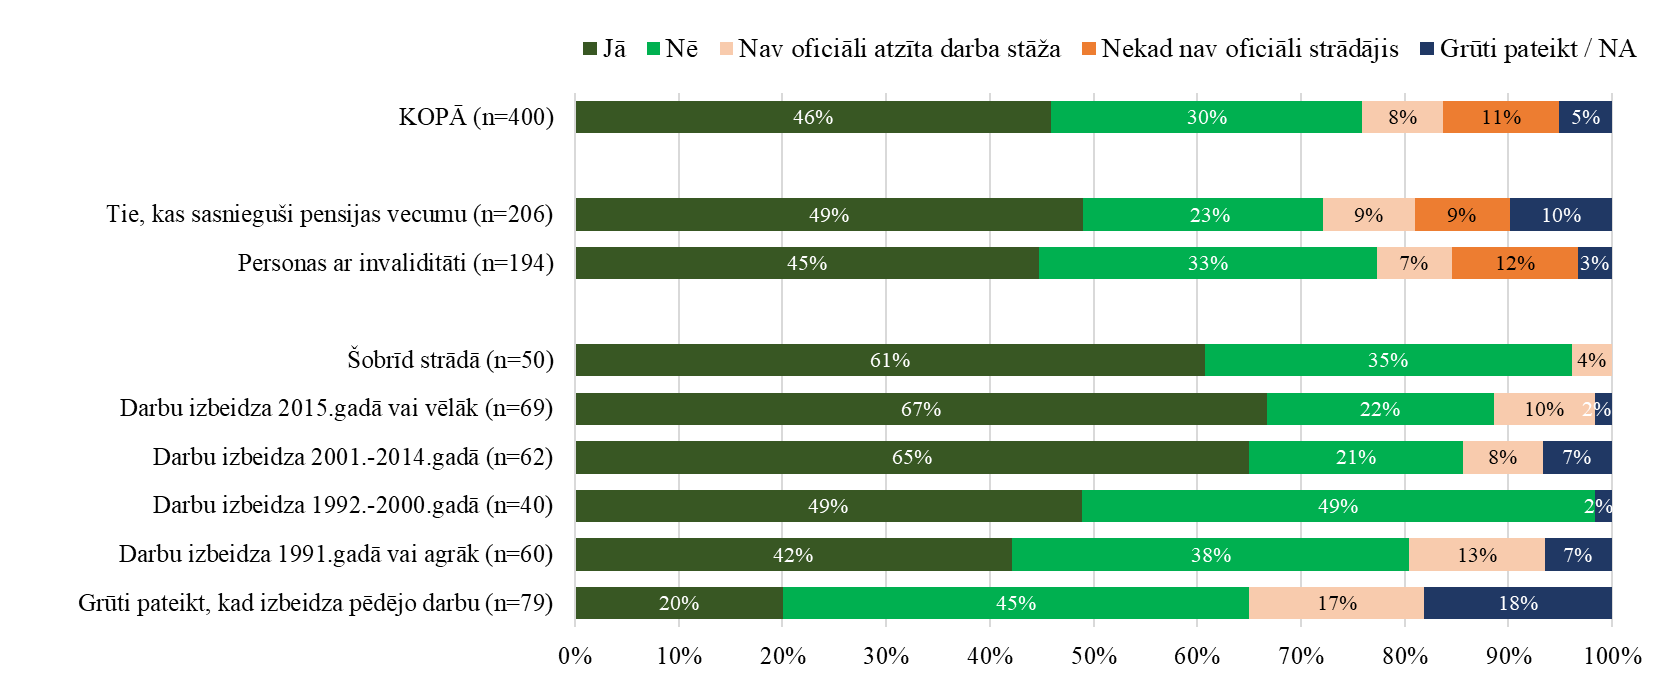 Jā Nē Nav oficiāli atzīta darba stāža Nekad nav oficiāli strādājis Grūti pateikt / NA
KOPĀ (n=400) 46% 30% 8% 11% 5%
Tie, kas sasnieguši pensijas vecumu (n=206) 49% 23% 9% 9% 10%
Personas ar invaliditāti (n=194) 45% 33% 7% 12% 3%
Šobrīd strādā (n=50) 61% 35% 4%
Darbu izbeidza 2015.gadā vai vēlāk (n=69) 67% 22% 10% 2%
Darbu izbeidza 2001.-2014.gadā (n=62) 65% 21% 8% 7%
Darbu izbeidza 1992.-2000.gadā (n=40) 49% 49% 2%
Darbu izbeidza 1991.gadā vai agrāk (n=60) 42% 38% 13% 7%
Grūti pateikt, kad izbeidza pēdējo darbu (n=79) 20% 45% 17% 18%
0% 10% 20% 30% 40% 50% 60% 70% 80% 90% 100%